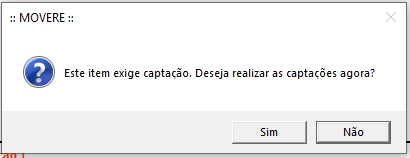 :: MOVERE ::
Este item exige captação. Deseja realizar as captações agora?
Sim
Não